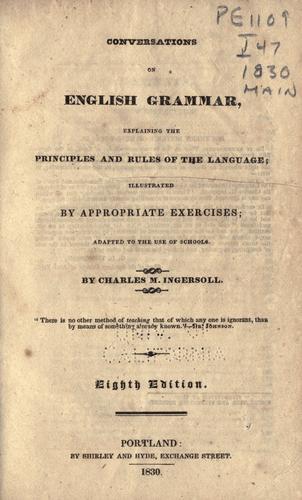 PE1109
I47
1830
MAIN
CONVERSATIONS
ON
ENGLISH GRAMMAR,
EXPLAINING THE
PRINCIPLES AND RULES OF THE LANGUAGE;
ILLUSTRATED
BY APPROPRIATE EXERCISES;
ADAPTED TO THE USE OF SCHOOLS.
BY CHARLES M. INGERSOLL.
"There is no other method of teaching that of which any one is ignorant, than
by means of something already known."—DR. JOHNSON.
CALIFORNIA
Eighth Edition.
PORTLAND:
BY SHIRLEY AND HYDE, EXCHANGE STREET.
1830.